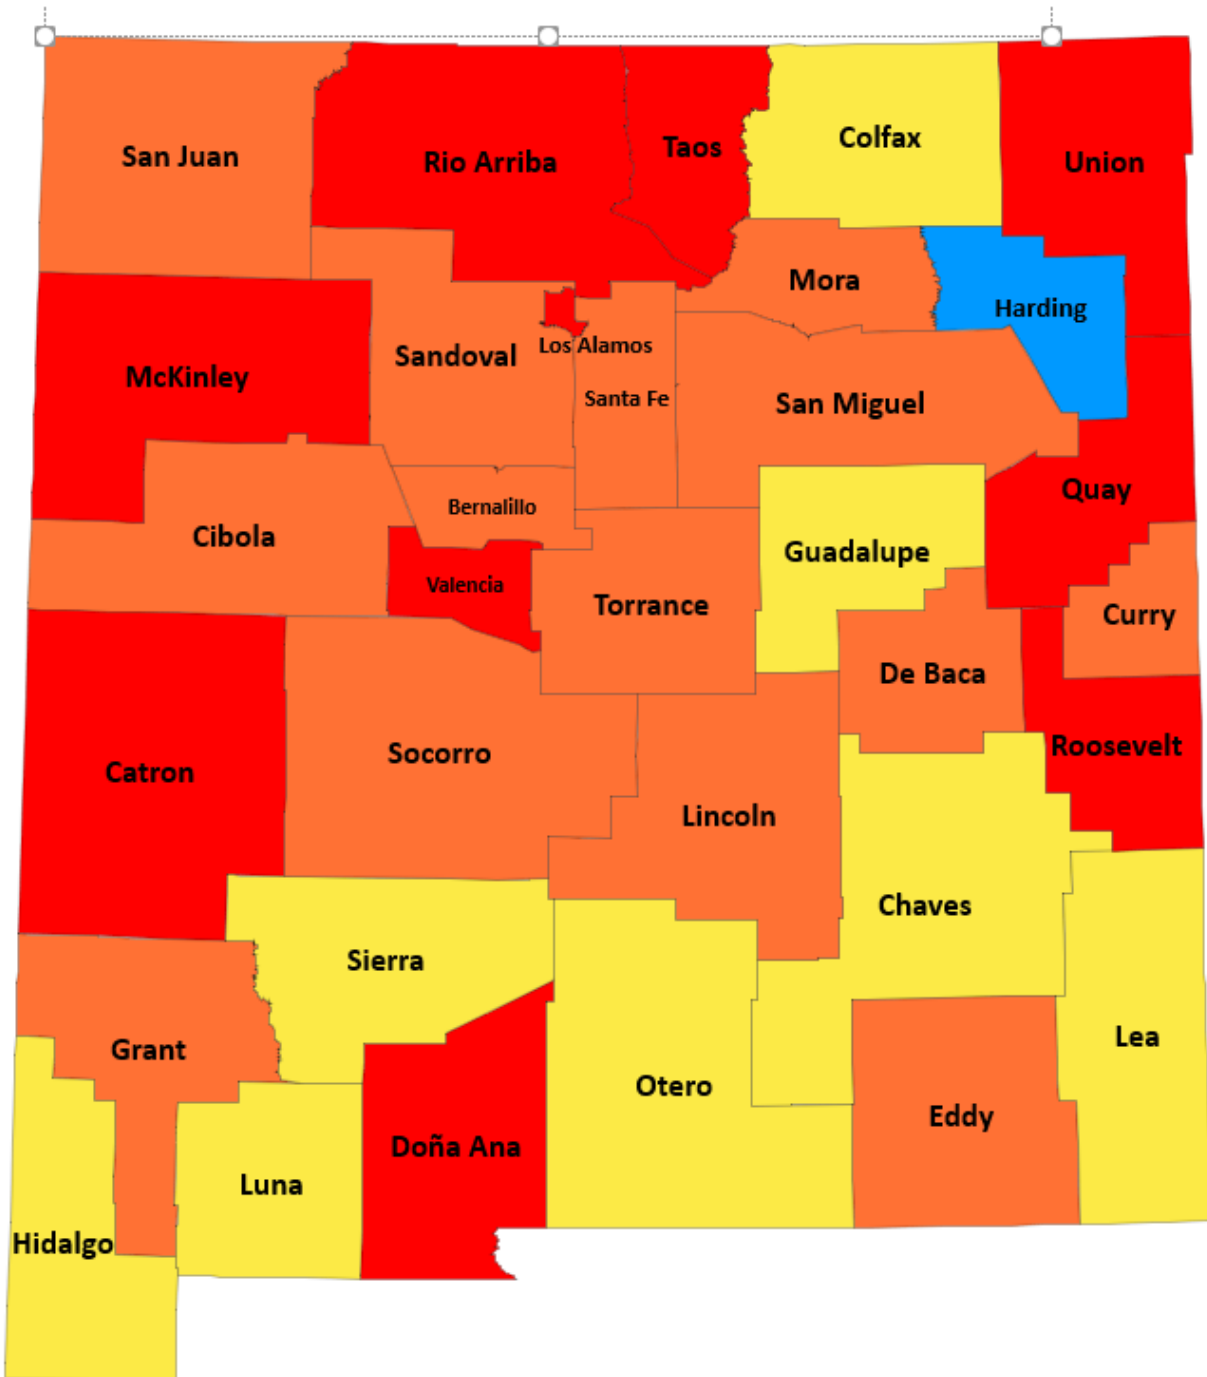 San Juan
Rio Arriba
Taos
Colfax
Union
Mora
Harding
McKinley
Sandoval
Los Alamos
Santa Fe
San Miguel
Quay
Bernalillo
Cibola
Valencia
Torrance
Guadalupe
Curry
De Baca
Catron
Socorro
Roosevelt
Lincoln
Chaves
Sierra
Grant
Otero
Lea
Eddy
Doña Ana
Luna
Hidalgo